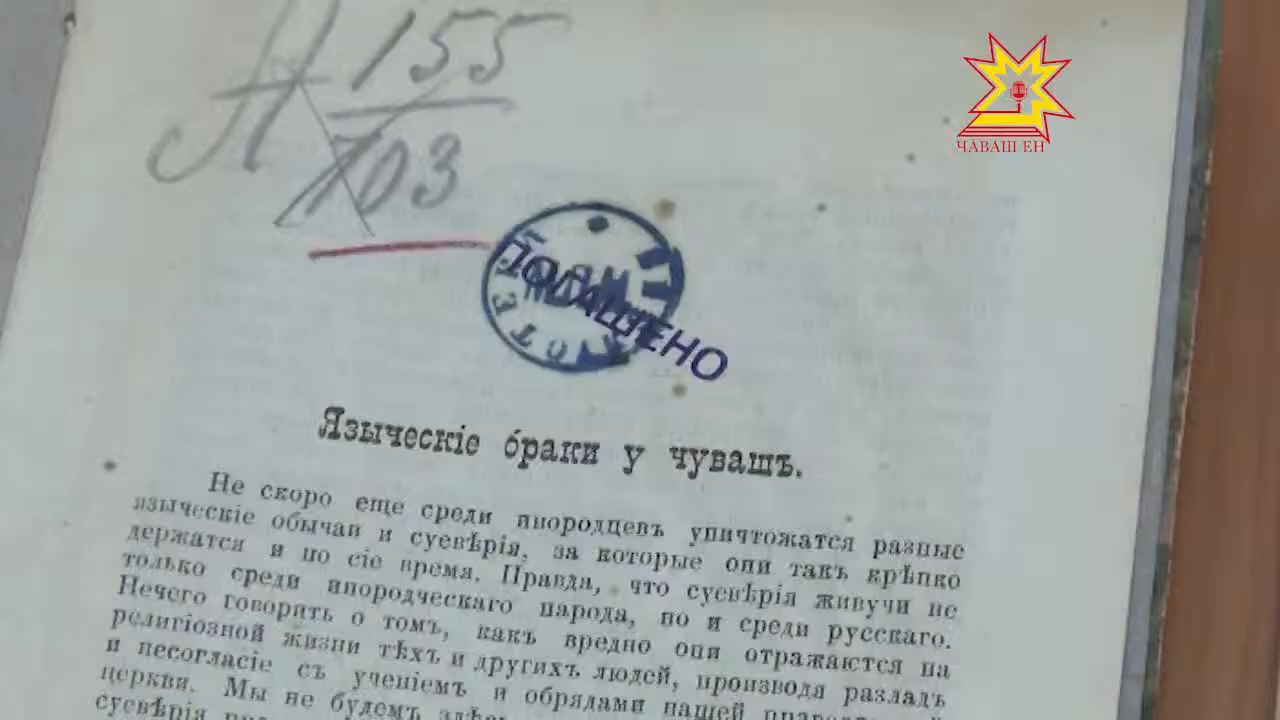 А 155
703
ЧАВАШ ЕН
ПОГАШЕНО
Языческіе браки у чувашъ.
Не скоро еще среди инородцевъ уничтожатся разные
языческіе обычаи и суевѣрія, за которые они такъ крѣпко
держатся и по сіе время. Правда, что суевѣрія живучи не
только среди инородческаго народа, но и среди русскаго.
Нечего говорить о томъ, какъ вредно они отражаются на
религіозной жизни тѣхъ и другихъ людей, производя разладъ
и несогласіе съ ученіемъ и обрядами нашей
церкви. Мы не будемъ
суевѣрія